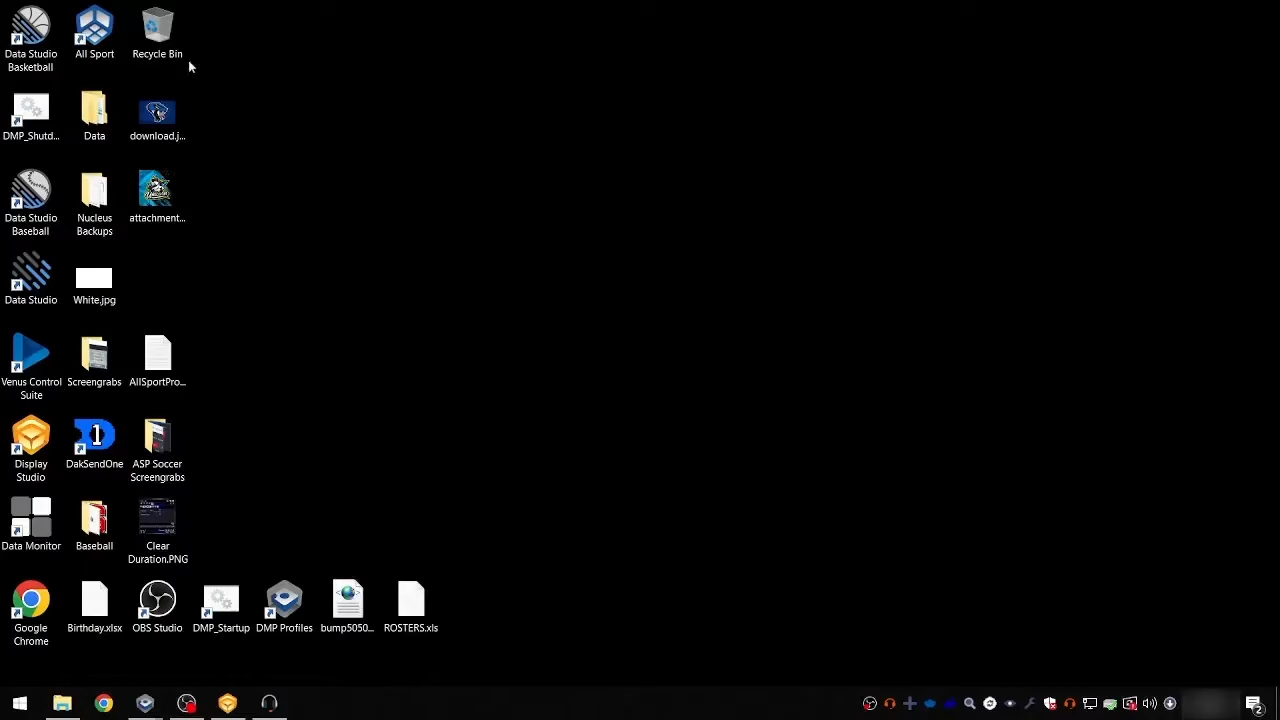 Data Studio
Basketball
All Sport
Recycle Bin
DMP_Shutd...
Data
download.j...
Data Studio
Baseball
Nucleus
Backups
attachment...
Data Studio
White.jpg
Venus Control
Suite
Screengrabs
AllSportPro...
Display
Studio
1
DakSendOne
ASP Soccer
Screengrabs
Data Monitor
Baseball
Clear
Duration.PNG
Google
Chrome
Birthday.xlsx
OBS Studio
DMP_Startup
DMP Profiles
bump5050...
ROSTERS.xls
2